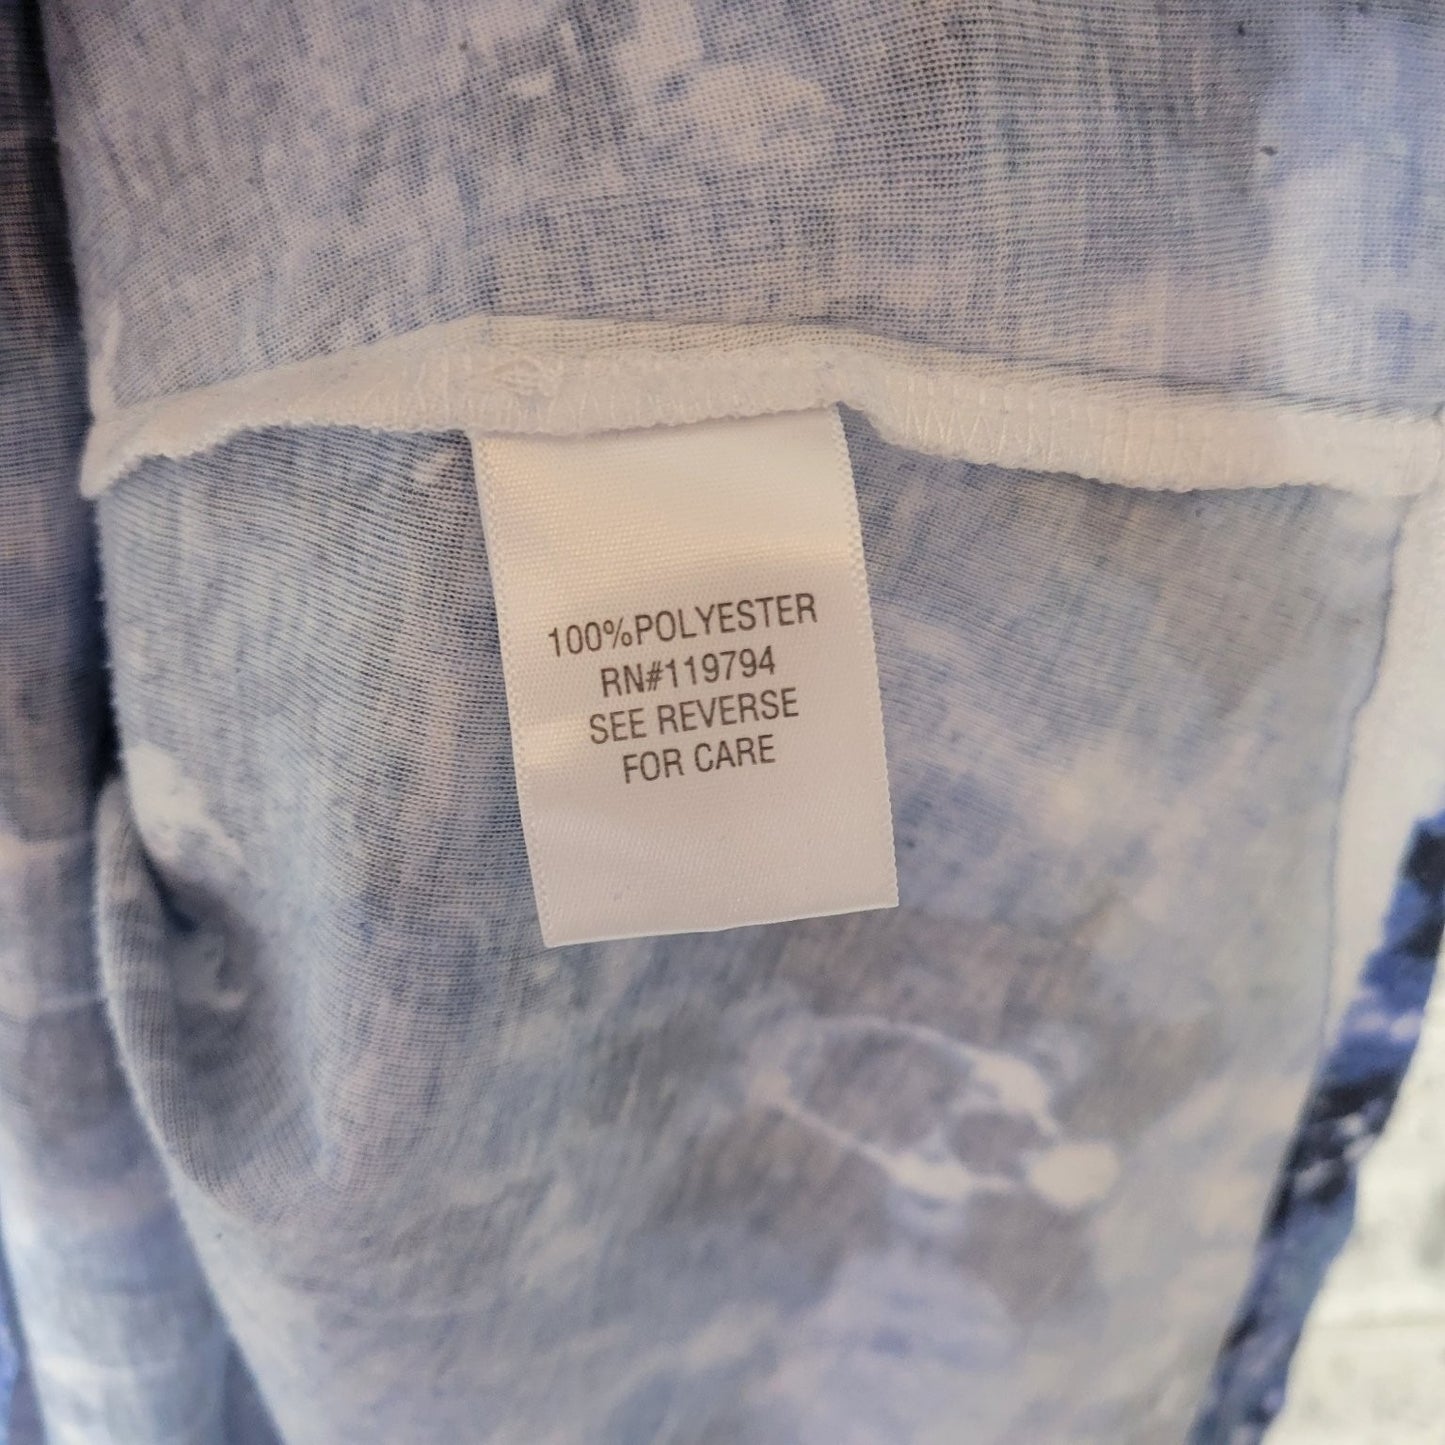 100%POLYESTER
RN#119794
SEE REVERSE
FOR CARE